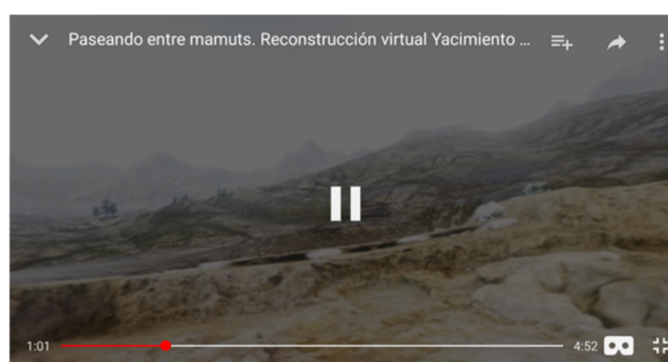 Paseando entre mamuts. Reconstrucción virtual Yacimiento ...
1:01
4:52